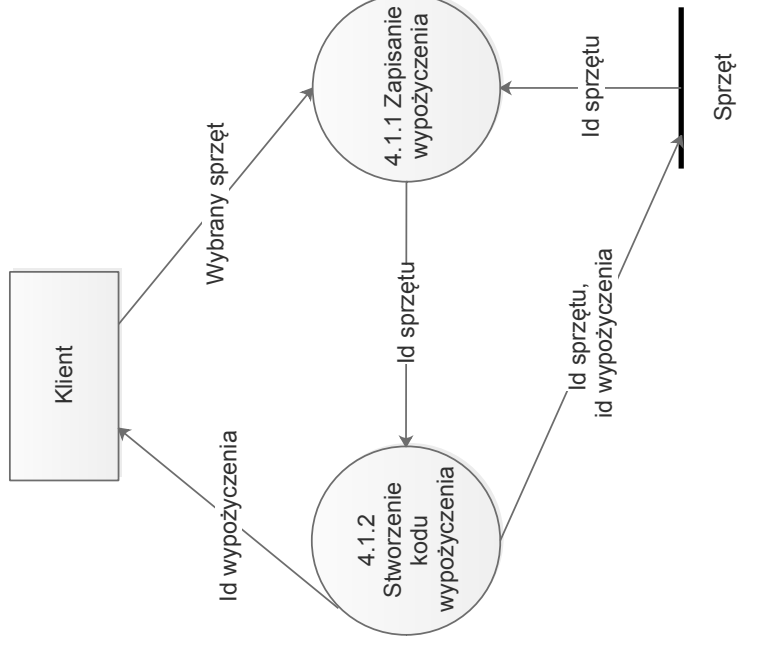 Klient
Id wypożyczenia
Wybrany sprzęt
4.1.2
Stworzenie
kodu
wypożyczenia
Id sprzętu
4.1.1 Zapisanie
wypożyczenia
Id sprzętu,
id wypożyczenia
Id sprzętu
Sprzęt